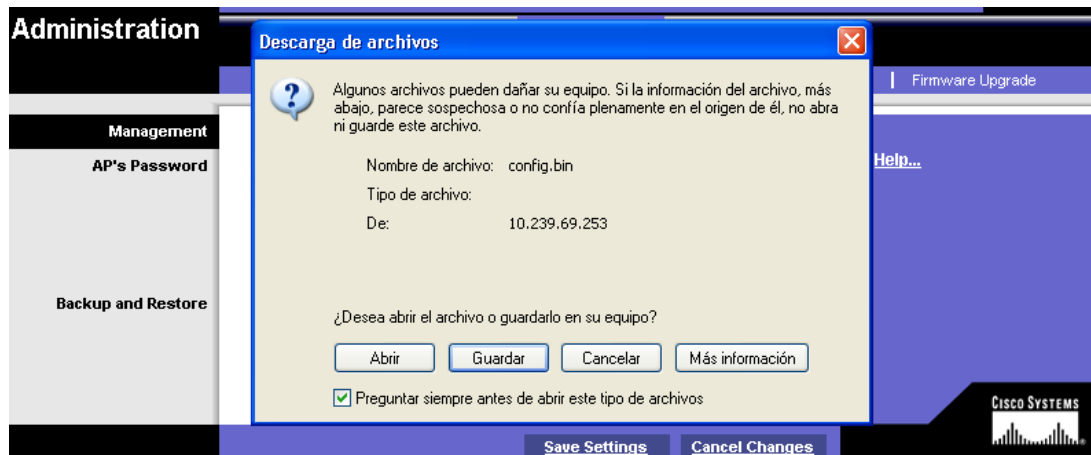 Administration
Descarga de archivos
Firmware Upgrade
Algunos archivos pueden dañar su equipo. Si la información del archivo, más
abajo, parece sospechosa o no confía plenamente en el origen de él, no abra
ni guarde este archivo.
Management
AP's Password
Help...
Nombre de archivo: config.bin
Tipo de archivo:
De: 10.239.69.253
Backup and Restore
¿Desea abrir el archivo o guardarlo en su equipo?
Abrir Guardar Cancelar Más información
Preguntar siempre antes de abrir este tipo de archivos
CISCO SYSTEMS
Save Settings Cancel Changes